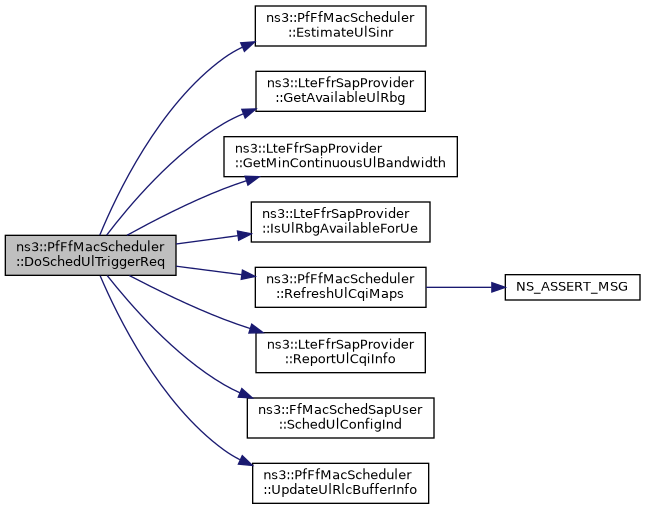 ns3::PfFfMacScheduler
::EstimateUlSinr
ns3::LteFfrSapProvider
::GetAvailableUlRbg
ns3::LteFfrSapProvider
::GetMinContinuousUlBandwidth
ns3::LteFfrSapProvider
::IsUlRbgAvailableForUe
ns3::PfFfMacScheduler
::DoSchedUlTriggerReq
ns3::PfFfMacScheduler
::RefreshUlCqiMaps
NS_ASSERT_MSG
ns3::LteFfrSapProvider
::ReportUlCqiInfo
ns3::FfMacSchedSapUser
::SchedUlConfigInd
ns3::PfFfMacScheduler
::UpdateUlRlcBufferInfo